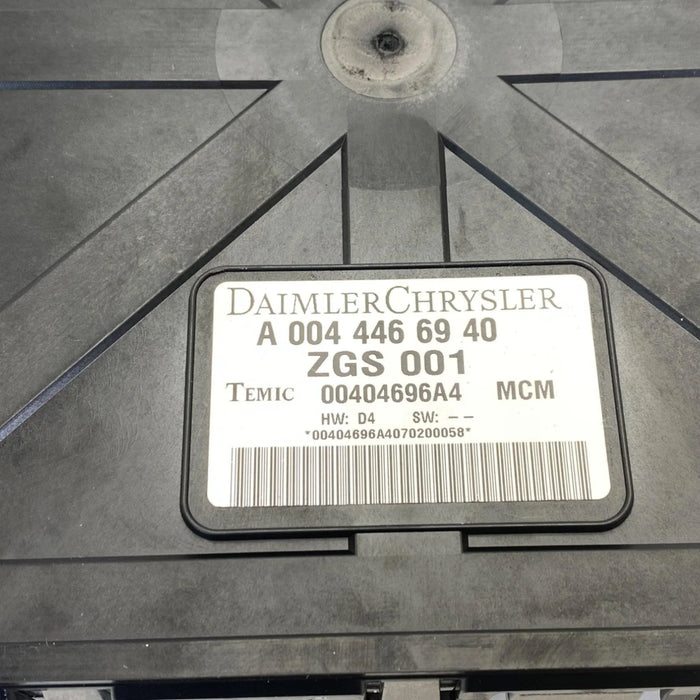 DAIMLERCHRYSLER
A 004 446 69 40
ZGS 001
TEMIC 00404696A4 MCM
HW: D4 SW: – –
*00404696A4070200058*